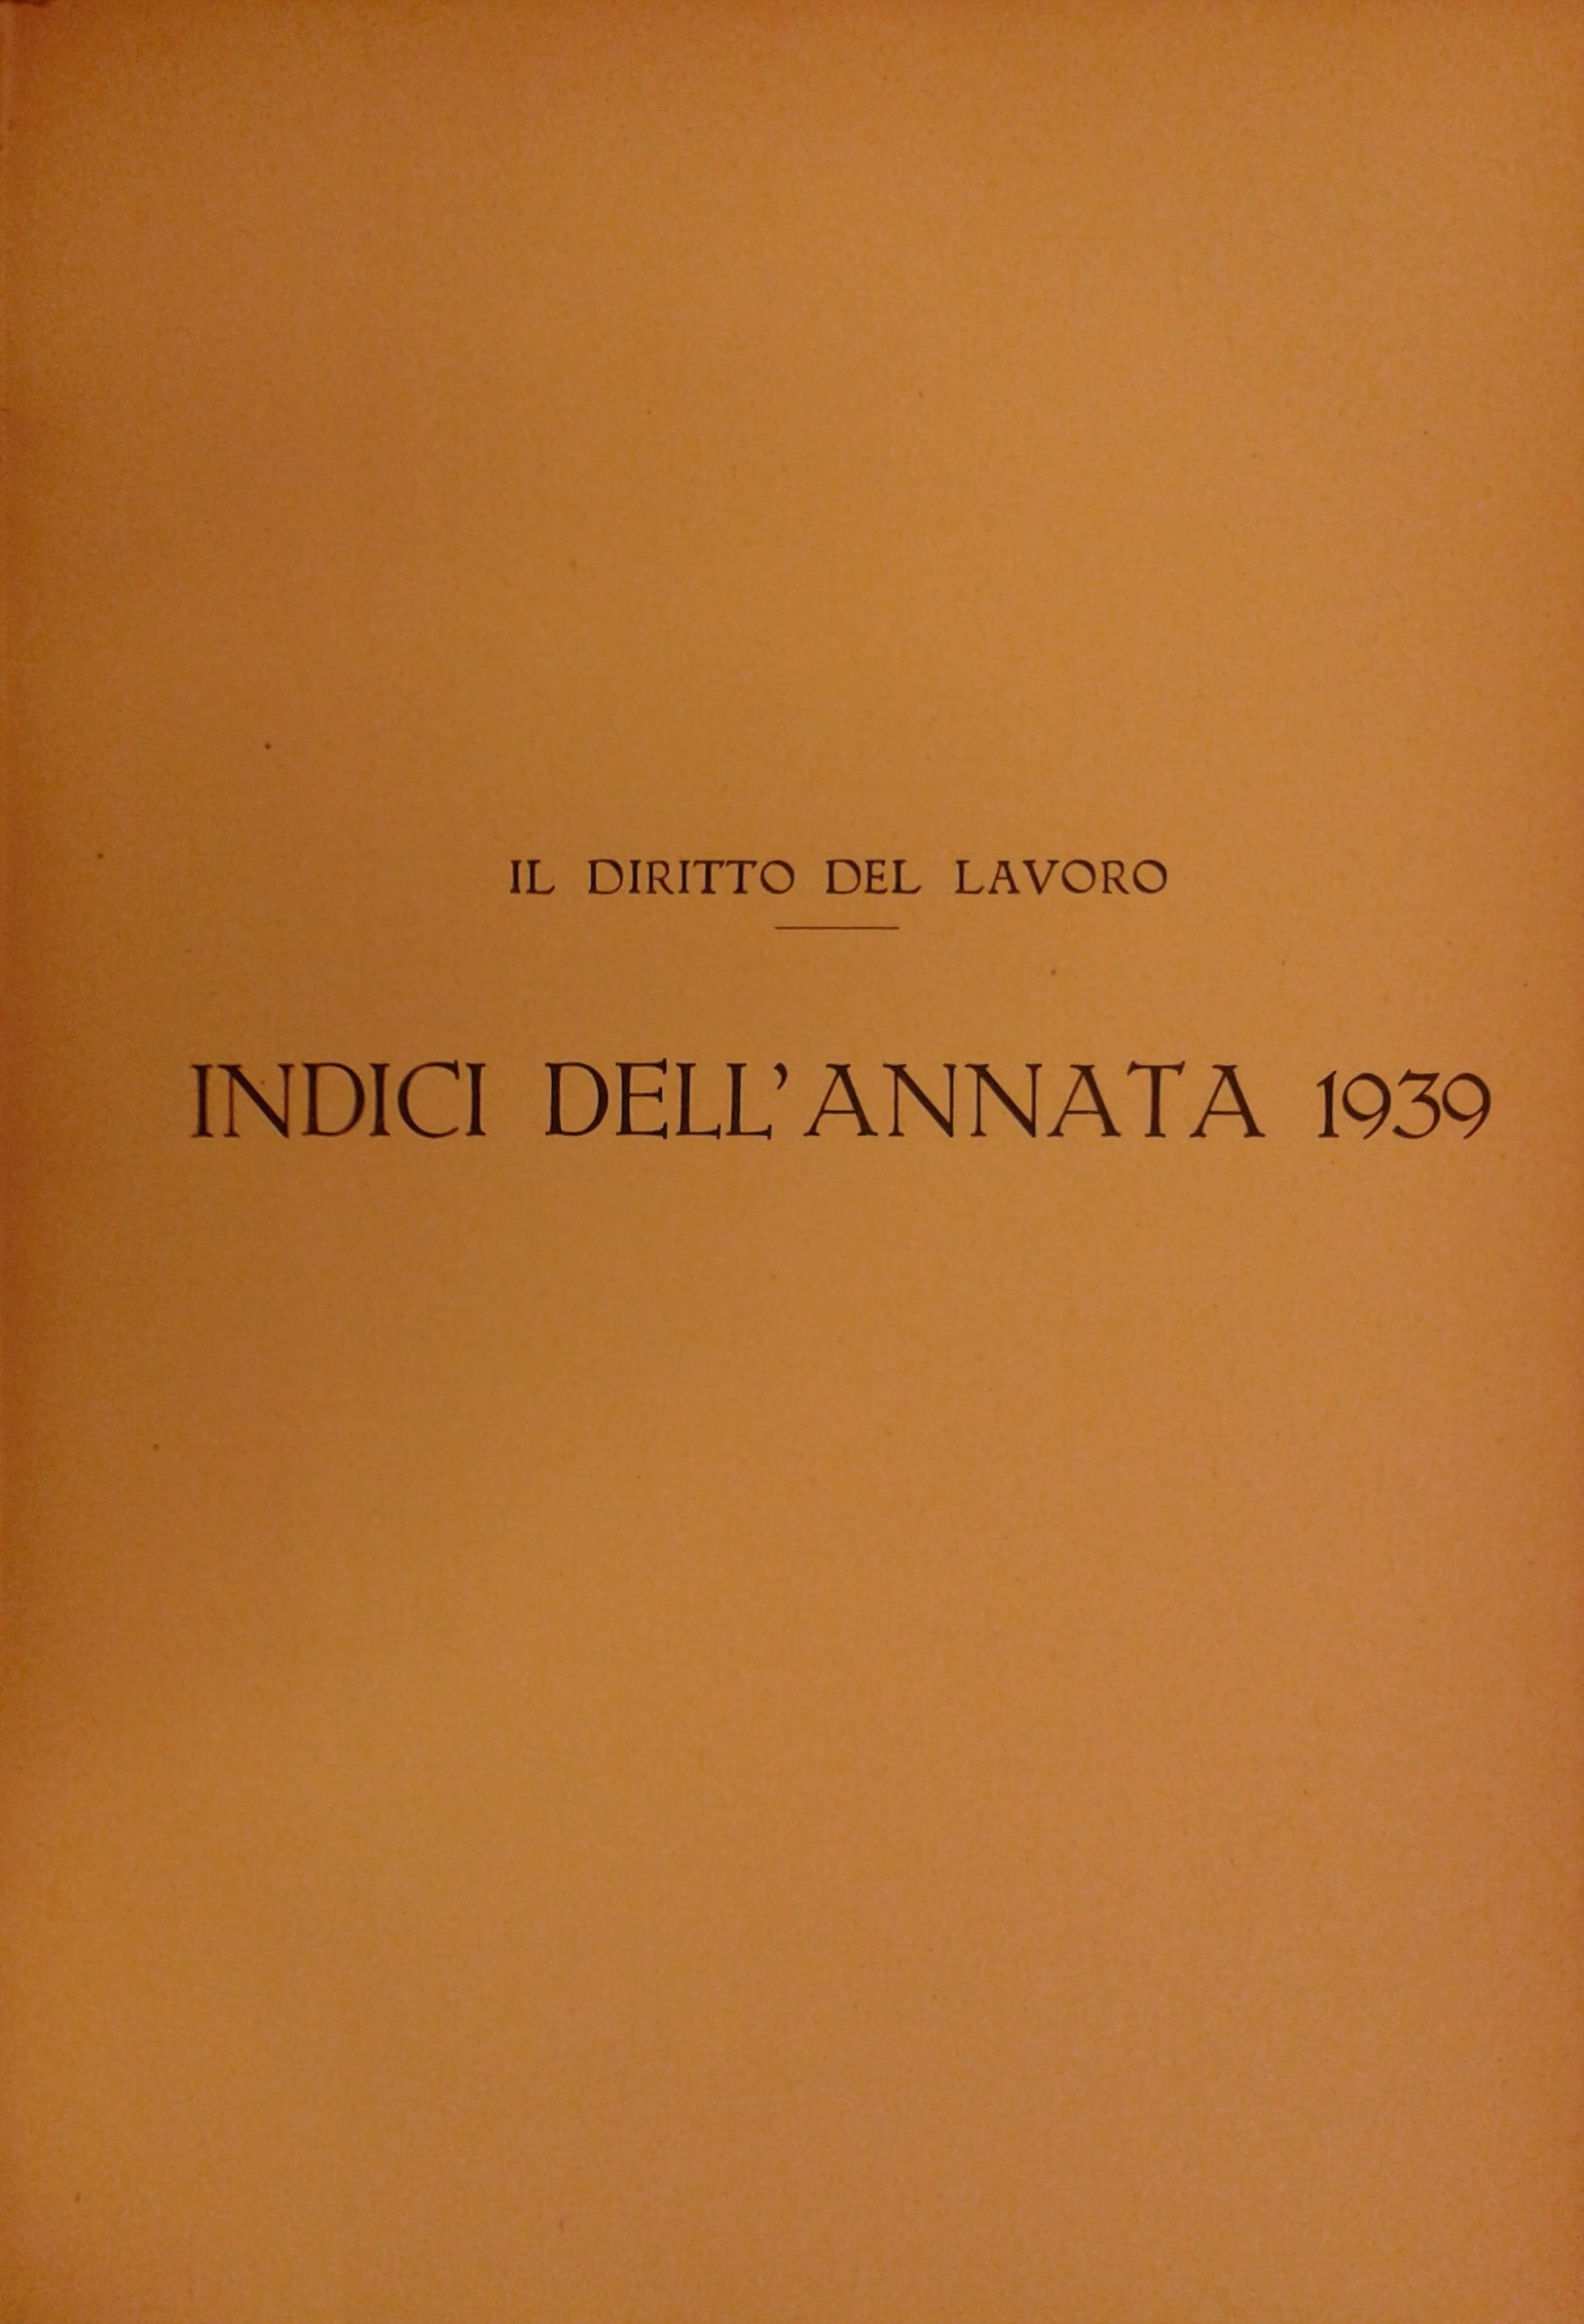 IL DIRITTO DEL LAVORO
INDICI DELL'ANNATA 1939